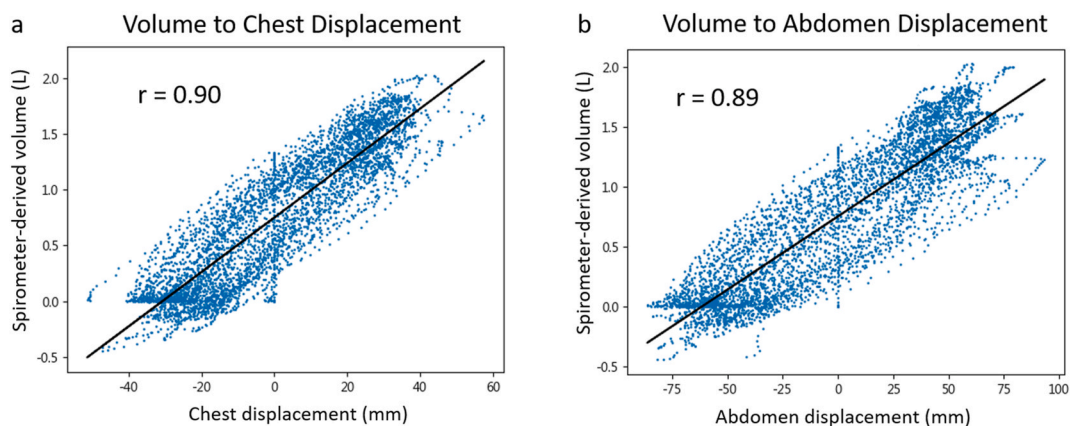 a Volume to Chest Displacement
r = 0.90
Spirometer-derived volume (L)
2.0
1.5
1.0
0.5
0.0
-0.5
-40 -20 0 20 40 60
Chest displacement (mm)
b Volume to Abdomen Displacement
r = 0.89
Spirometer-derived volume (L)
2.0
1.5
1.0
0.5
0.0
-0.5
-75 -50 -25 0 25 50 75 100
Abdomen displacement (mm)